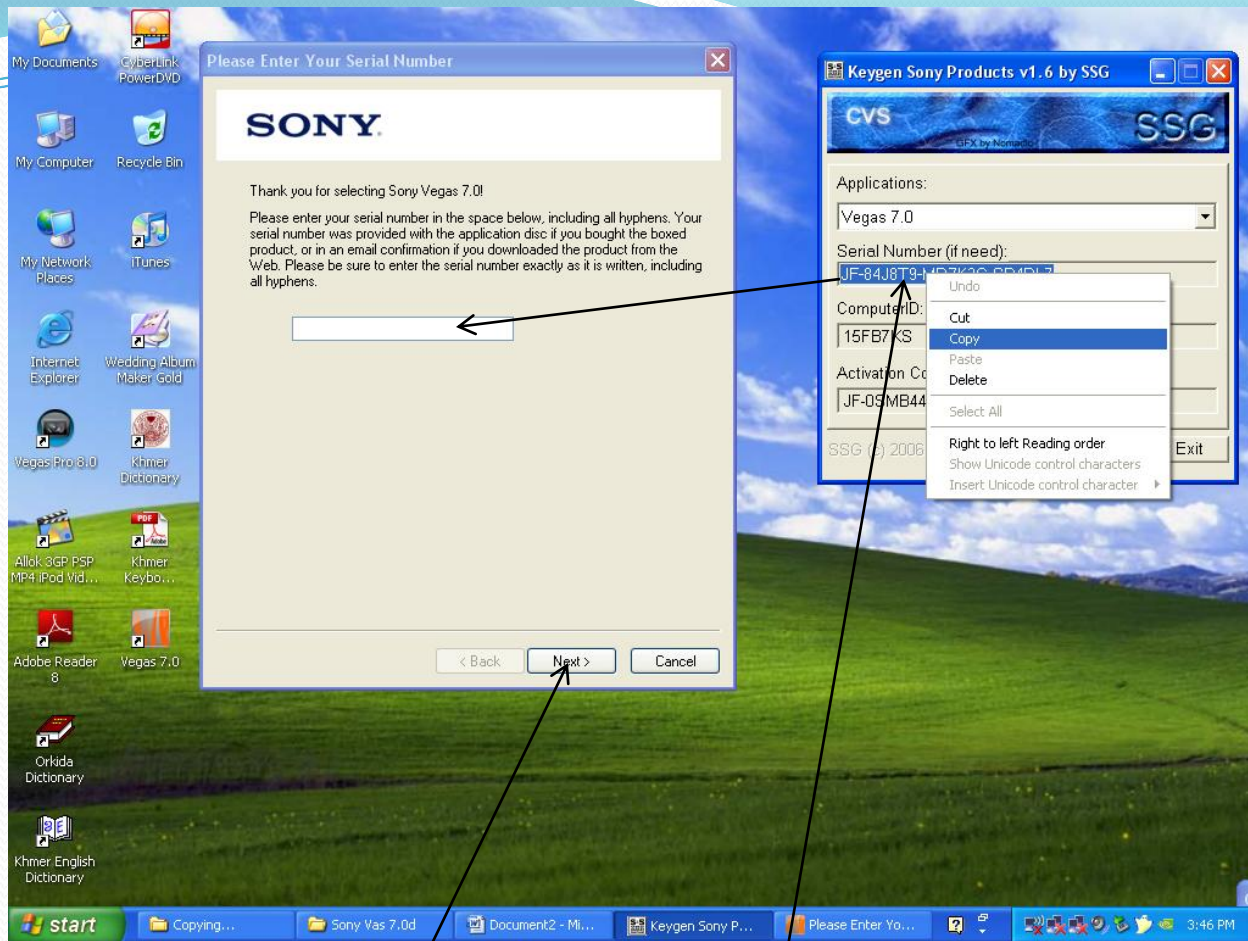 My Documents
CyberLink PowerDVD
My Computer
Recycle Bin
My Network Places
iTunes
Internet Explorer
Wedding Album Maker Gold
Vegas Pro 8.0
Khmer Dictionary
Allok 3GP PSP MP4 iPod Vid...
PDF
Adobe
Khmer Keybo...
Adobe Reader 8
Vegas 7.0
Orkida Dictionary
Khmer English Dictionary
Please Enter Your Serial Number
SONY.
Thank you for selecting Sony Vegas 7.0!
Please enter your serial number in the space below, including all hyphens. Your
serial number was provided with the application disc if you bought the boxed
product, or in an email confirmation if you downloaded the product from the
Web. Please be sure to enter the serial number exactly as it is written, including
all hyphens.
< Back
Next >
Cancel
Keygen Sony Products v1.6 by SSG
CVS
GFX by
SSG
Applications:
Vegas 7.0
Serial Number (if need):
ComputerID:
Activation
SSG (c) 2006
Exit
Undo
Cut
Copy
Paste
Delete
Select All
Right to left Reading order
Show Unicode control characters
Insert Unicode control character
start
Copying...
Sony Vas 7.0d
Document2 - Mi...
Keygen Sony P...
Please Enter Yo...
3:46 PM